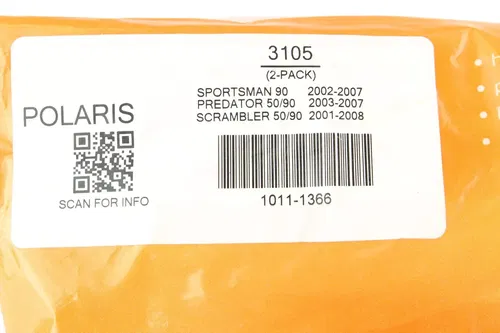 3105
(2-PACK)
SPORTSMAN 90 2002-2007
PREDATOR 50/90 2003-2007
SCRAMBLER 50/90 2001-2008
POLARIS
SCAN FOR INFO
1011-1366